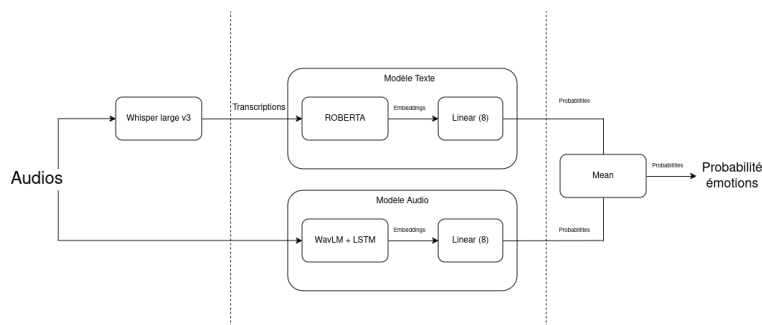 Modèle Texte
Probabilities
Transcriptions
Embeddings
Whisper large v3
ROBERTA
Linear (8)
Audios
Mean
Probabilities
Probabilité
émotions
Modèle Audio
Embeddings
Probabilities
WavLM + LSTM
Linear (8)